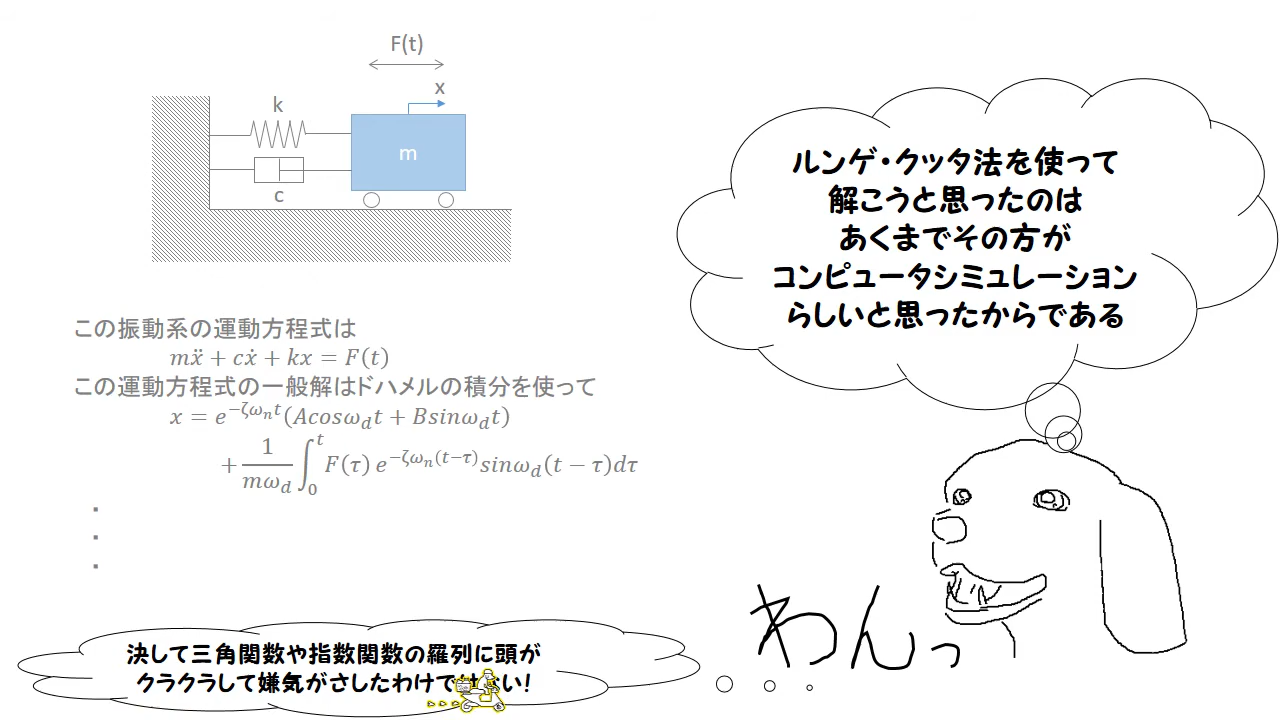 F(t)
x
k
m
c
この振動系の運動方程式は
mẍ + cẋ + kx = F(t)
この運動方程式の一般解はドハメルの積分を使って
x = e^{−ζω_n t}(Acosω_d t + Bsinω_d t)
+ \frac{1}{mω_d} ∫_0^t F(τ) e^{−ζω_n(t−τ)} sinω_d(t − τ)dτ
・
・
・
ルンゲ・クッタ法を使って
解こうと思ったのは
あくまでその方が
コンピュータシミュレーション
らしいと思ったからである
わんっ
決して三角関数や指数関数の羅列に頭が
クラクラして嫌気がさしたわけではない!